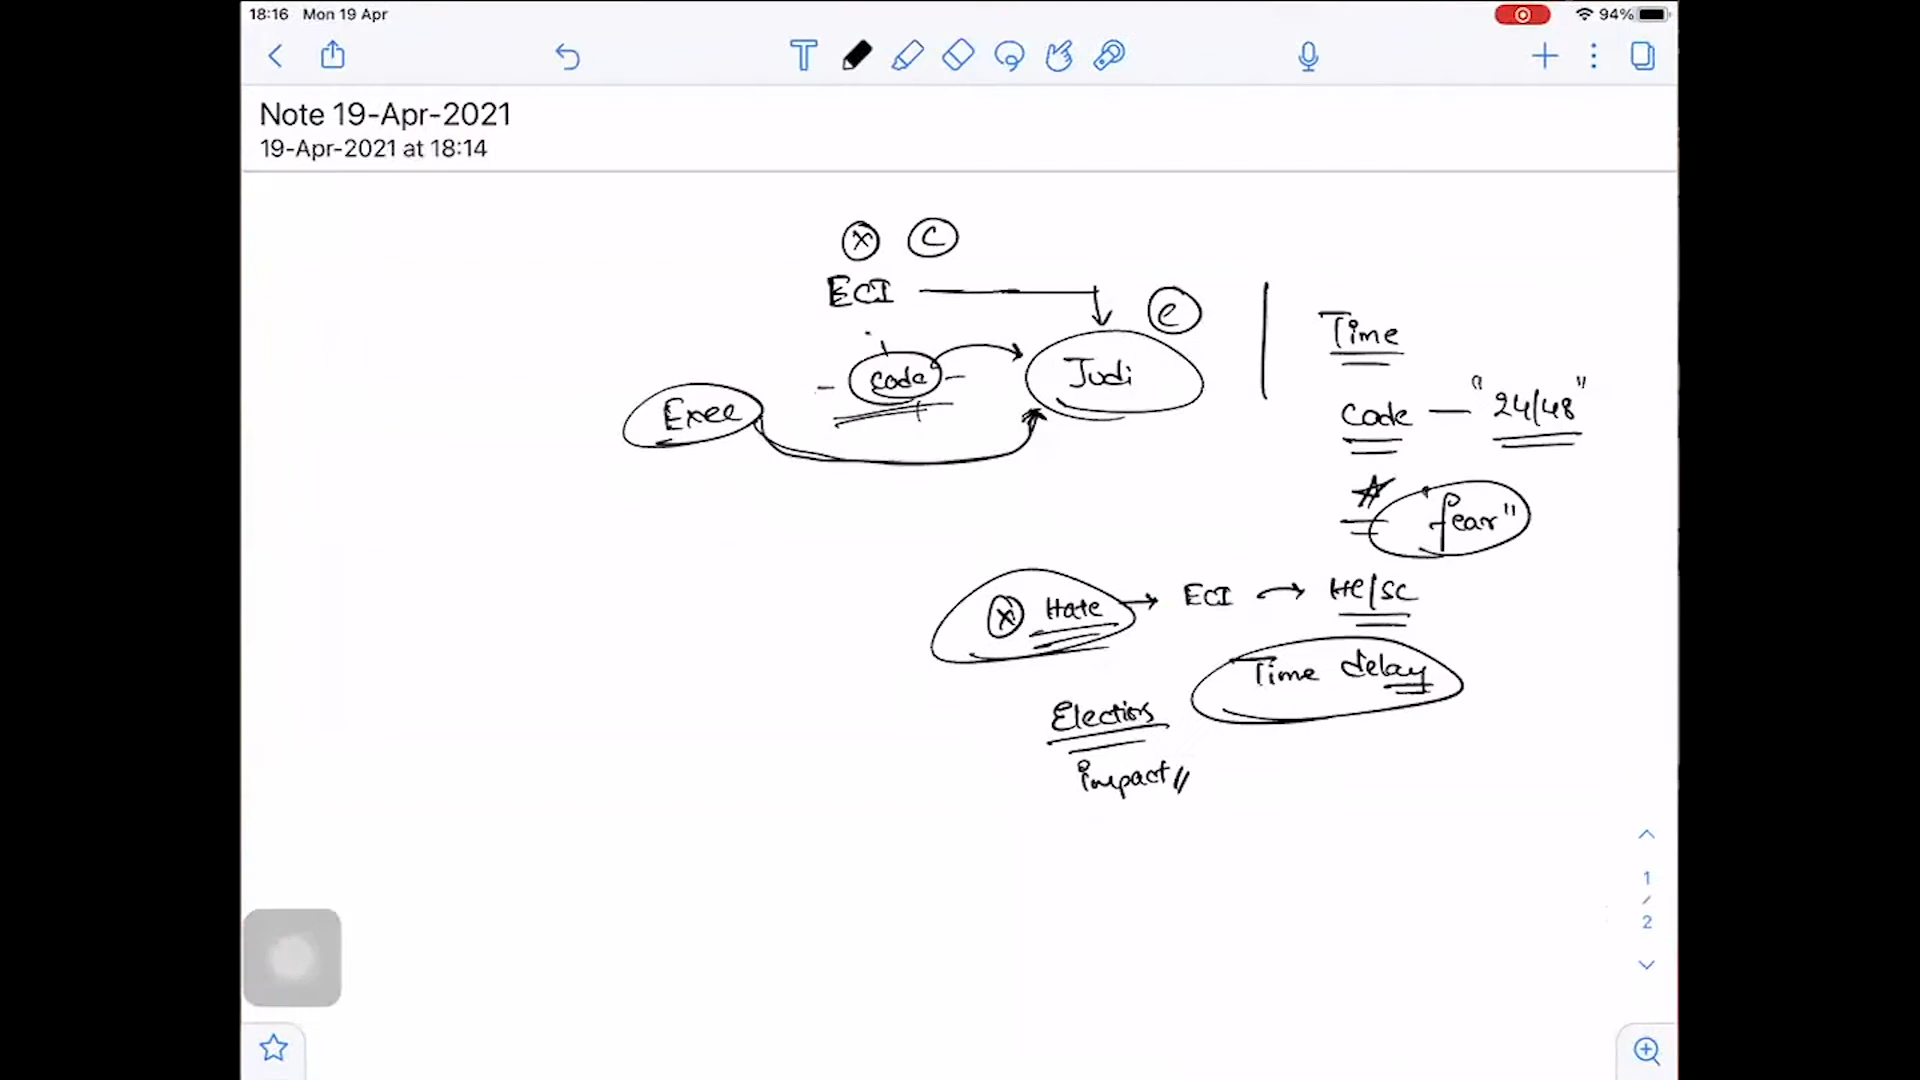 18:16 Mon 19 Apr 94%
T
Note 19-Apr-2021
19-Apr-2021 at 18:14
x C
ECI
e
Code
Judi
Exec
Time
Code — "24/48"
"fear"
x Hate → ECI → HC/SC
Time delay
Elections
impact
1
/
2